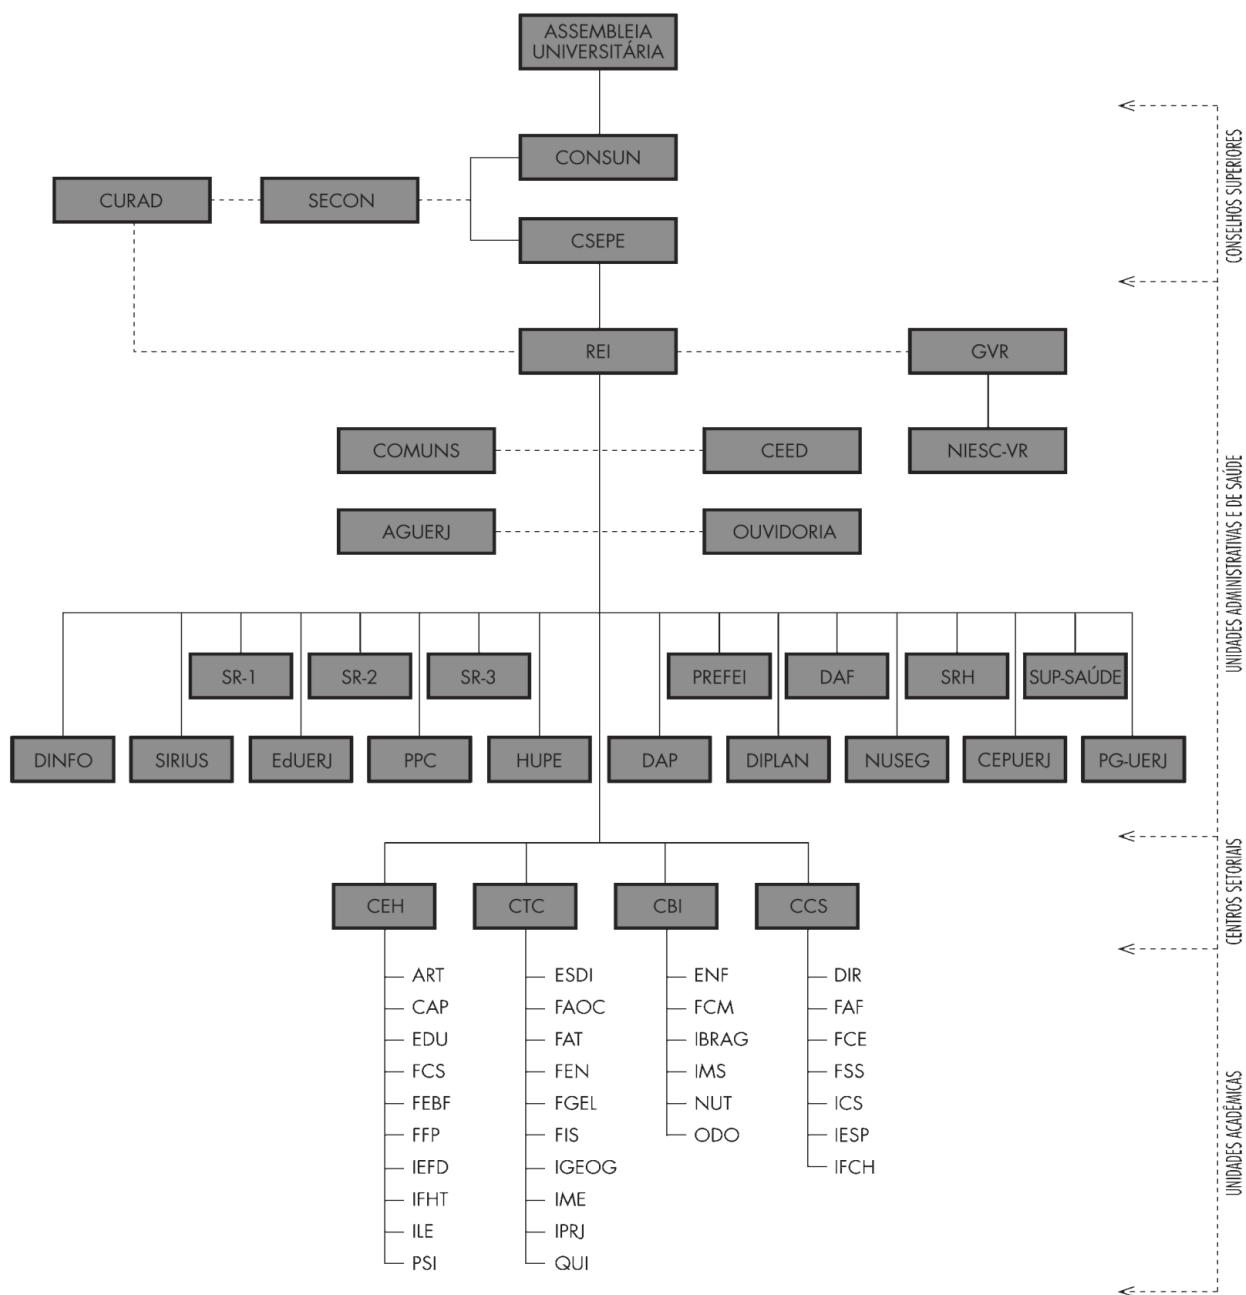 ASSEMBLEIA
UNIVERSITÁRIA
CONSUN
CURAD
SECON
CSEPE
REI
GVR
COMUNS
CEED
NIESC-VR
AGUERJ
OUVIDORIA
SR-1
SR-2
SR-3
PREFEI
DAF
SRH
SUP-SAÚDE
DINFO
SIRIUS
EdUERJ
PPC
HUPE
DAP
DIPLAN
NUSEG
CEPUERJ
PG-UERJ
CEH
CTC
CBI
CCS
ART
CAP
EDU
FCS
FEBF
FFP
IEFD
IFHT
ILE
PSI
ESDI
FAOC
FAT
FEN
FGEL
FIS
IGEOG
IME
IPRJ
QUI
ENF
FCM
IBRAG
IMS
NUT
ODO
DIR
FAF
FCE
FSS
ICS
IESP
IFCH
CONSELHOS SUPERIORES
UNIDADES ADMINISTRATIVAS E DE SAÚDE
CENTROS SETORIAIS
UNIDADES ACADÊMICAS